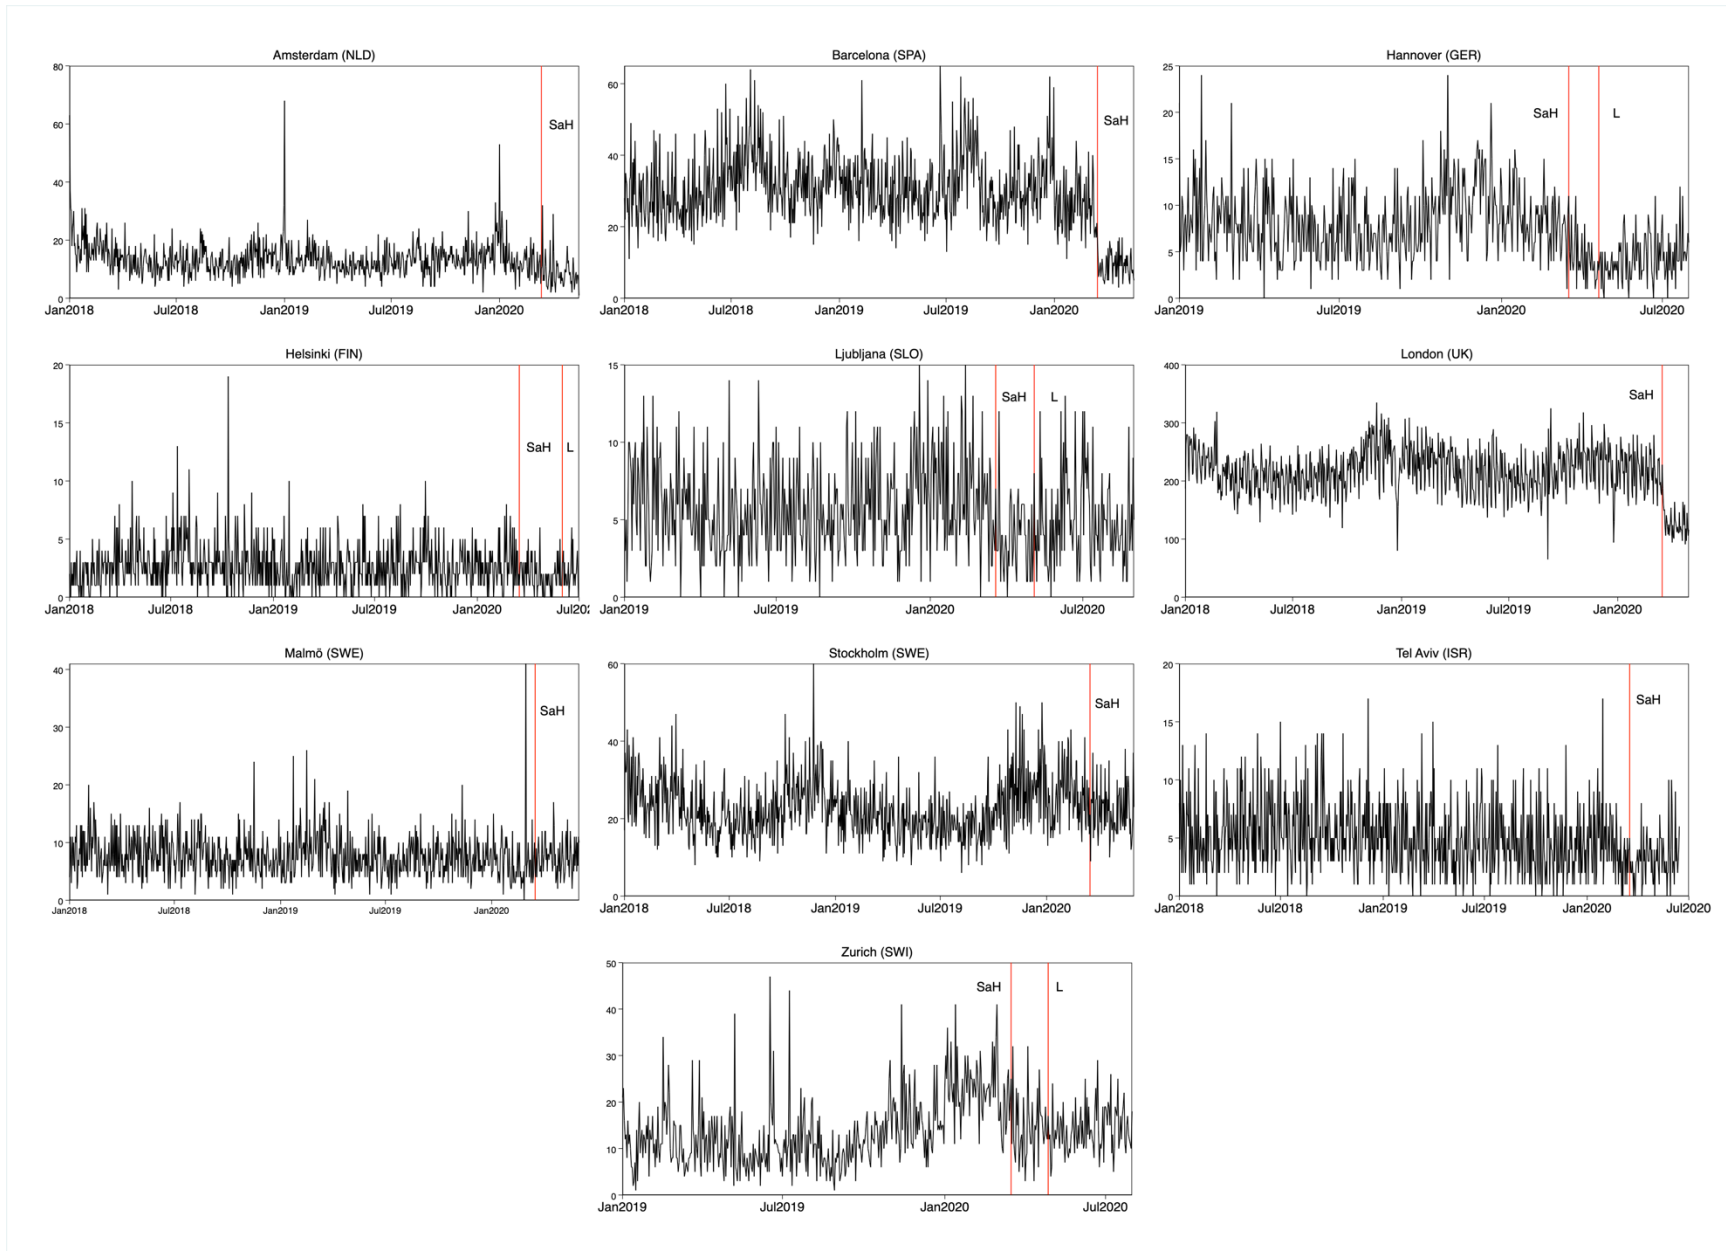 Amsterdam (NLD)
80
60
40
20
0
SaH
Jan2018 Jul2018 Jan2019 Jul2019 Jan2020
Barcelona (SPA)
60
40
20
0
SaH
Jan2018 Jul2018 Jan2019 Jul2019 Jan2020
Hannover (GER)
25
20
15
10
5
0
SaH L
Jan2019 Jul2019 Jan2020 Jul2020
Helsinki (FIN)
20
15
10
5
0
SaH L
Jan2018 Jul2018 Jan2019 Jul2019 Jan2020 Jul2
Ljubljana (SLO)
15
10
5
0
SaH L
Jan2019 Jul2019 Jan2020 Jul2020
London (UK)
400
300
200
100
0
SaH
Jan2018 Jul2018 Jan2019 Jul2019 Jan2020
Malmö (SWE)
40
30
20
10
0
SaH
Jan2018 Jul2018 Jan2019 Jul2019 Jan2020
Stockholm (SWE)
60
40
20
0
SaH
Jan2018 Jul2018 Jan2019 Jul2019 Jan2020
Tel Aviv (ISR)
20
15
10
5
0
SaH
Jan2018 Jul2018 Jan2019 Jul2019 Jan2020 Jul2020
Zurich (SWI)
50
40
30
20
10
0
SaH L
Jan2019 Jul2019 Jan2020 Jul2020